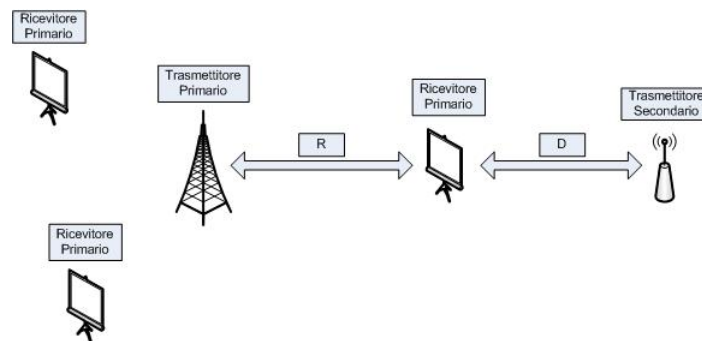 Ricevitore
Primario
Trasmettitore
Primario
Ricevitore
Primario
Trasmettitore
Secondario
R
D
Ricevitore
Primario